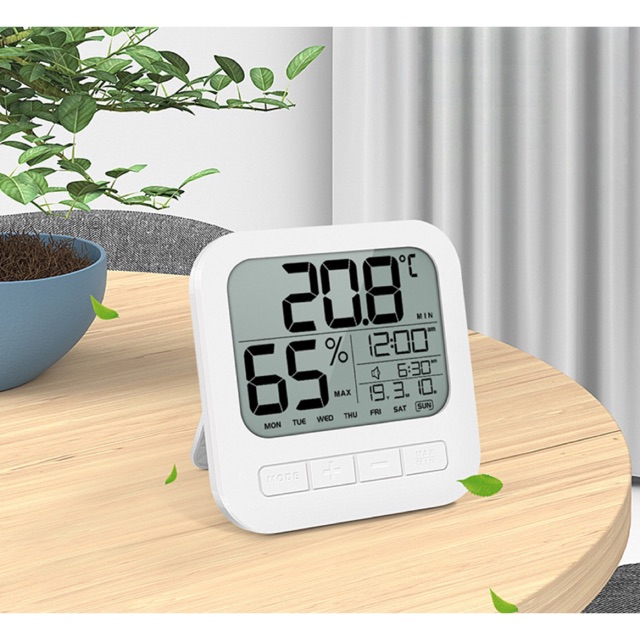 20.8°C
MIN
65%
MAX
12:00
6:30
19. 3. M 10.
MON TUE WED THU FRI SAT SUN
MODE + − MAX